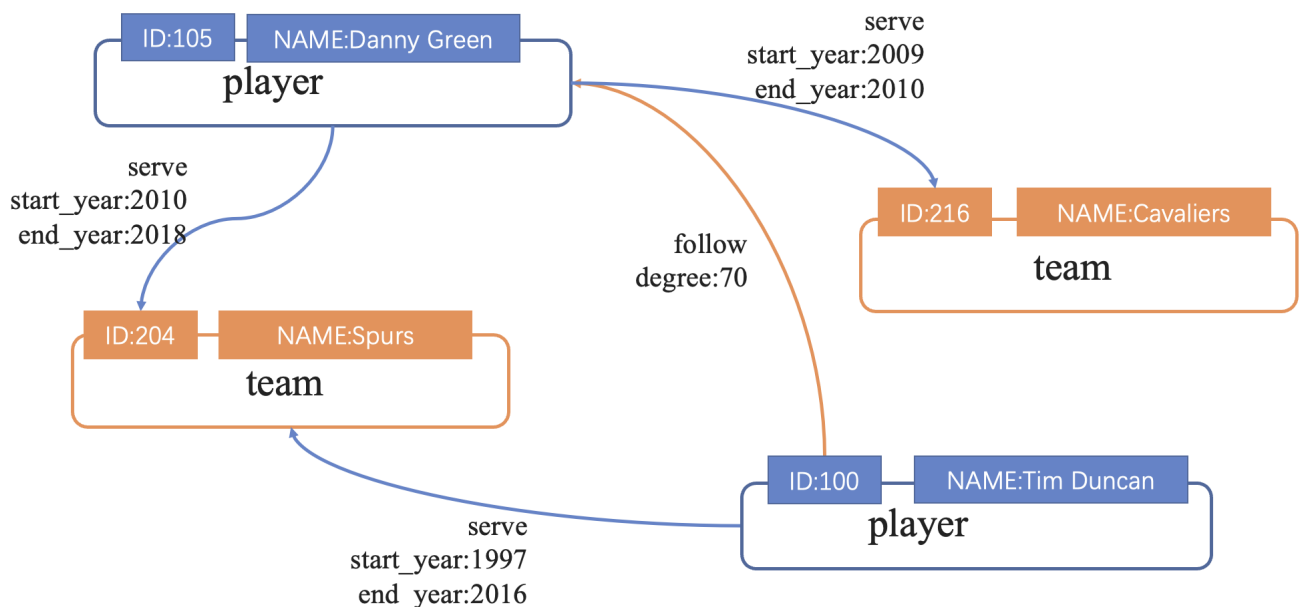 ID:105
NAME:Danny Green
player
serve
start_year:2009
end_year:2010
serve
start_year:2010
end_year:2018
ID:216
NAME:Cavaliers
team
follow
degree:70
ID:204
NAME:Spurs
team
ID:100
NAME:Tim Duncan
player
serve
start_year:1997
end_year:2016